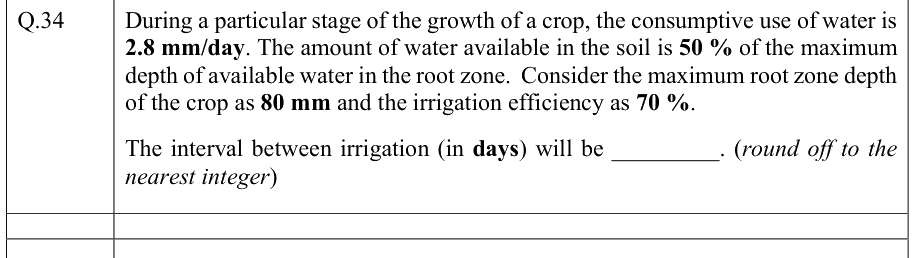 Q.34
During a particular stage of the growth of a crop, the consumptive use of water is
2.8 mm/day. The amount of water available in the soil is 50 % of the maximum
depth of available water in the root zone. Consider the maximum root zone depth
of the crop as 80 mm and the irrigation efficiency as 70 %.
The interval between irrigation (in days) will be _________. (round off to the
nearest integer)